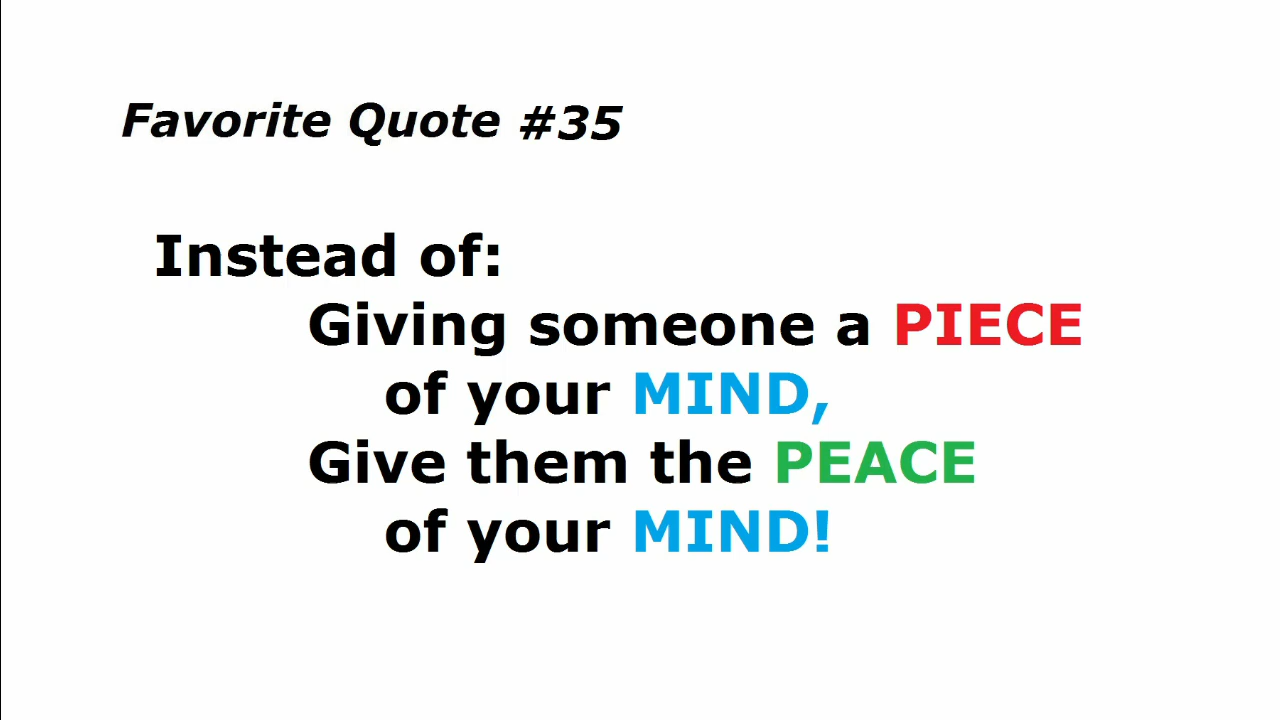 Favorite Quote #35
Instead of:
Giving someone a PIECE
of your MIND,
Give them the PEACE
of your MIND!